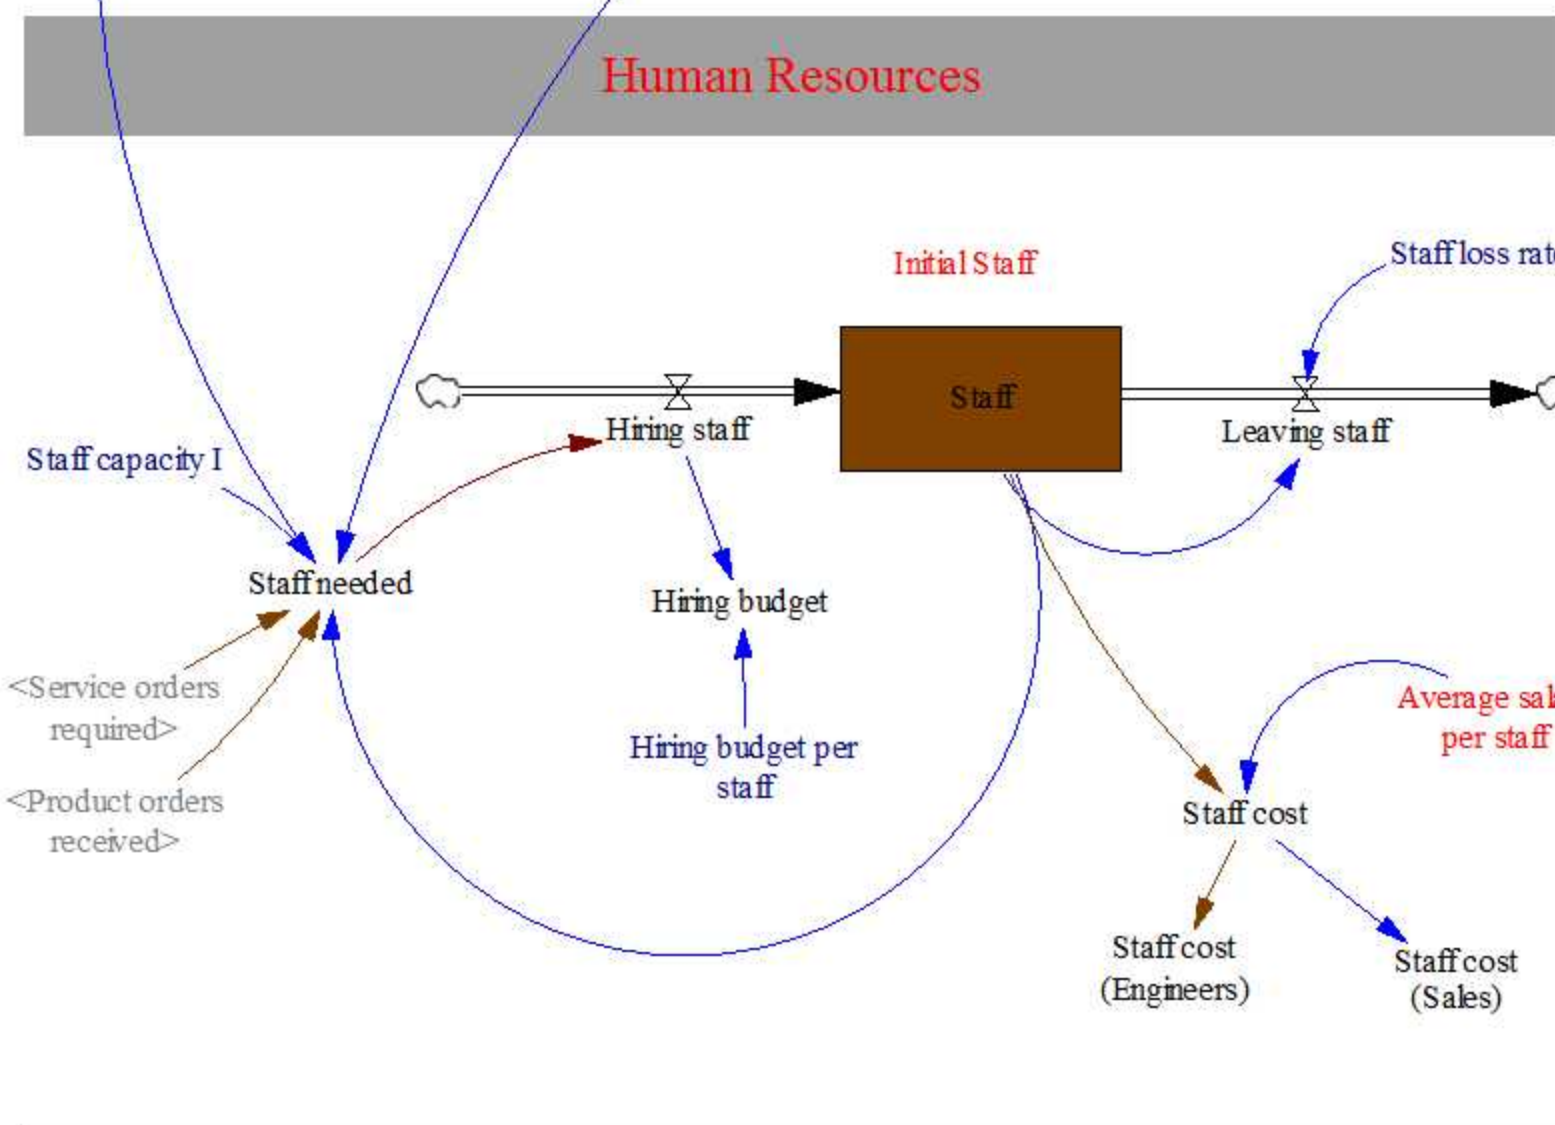 Human Resources
Initial Staff
Staff loss rat
Staff
Hiring staff
Leaving staff
Staff capacity I
Staff needed
Hiring budget
<Service orders
required>
Hiring budget per
staff
Average sal
per staff
<Product orders
received>
Staff cost
Staff cost
(Engineers)
Staff cost
(Sales)